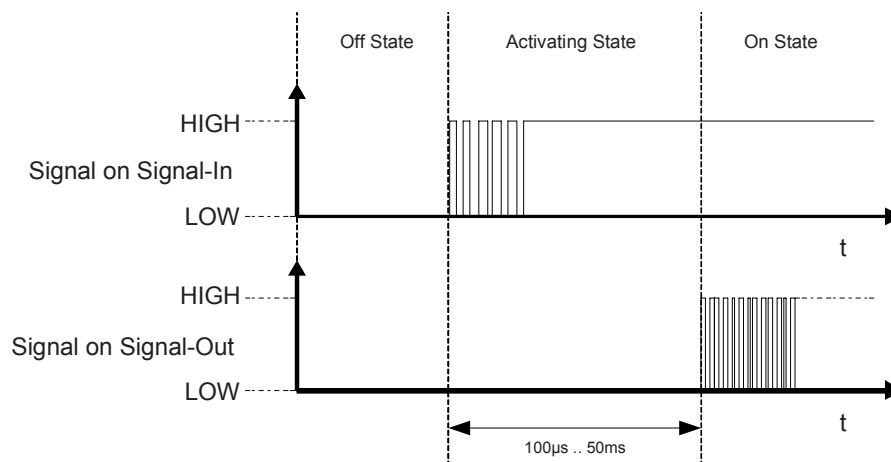 Off State
Activating State
On State
HIGH
Signal on Signal-In
LOW
t
HIGH
Signal on Signal-Out
LOW
t
100µs .. 50ms